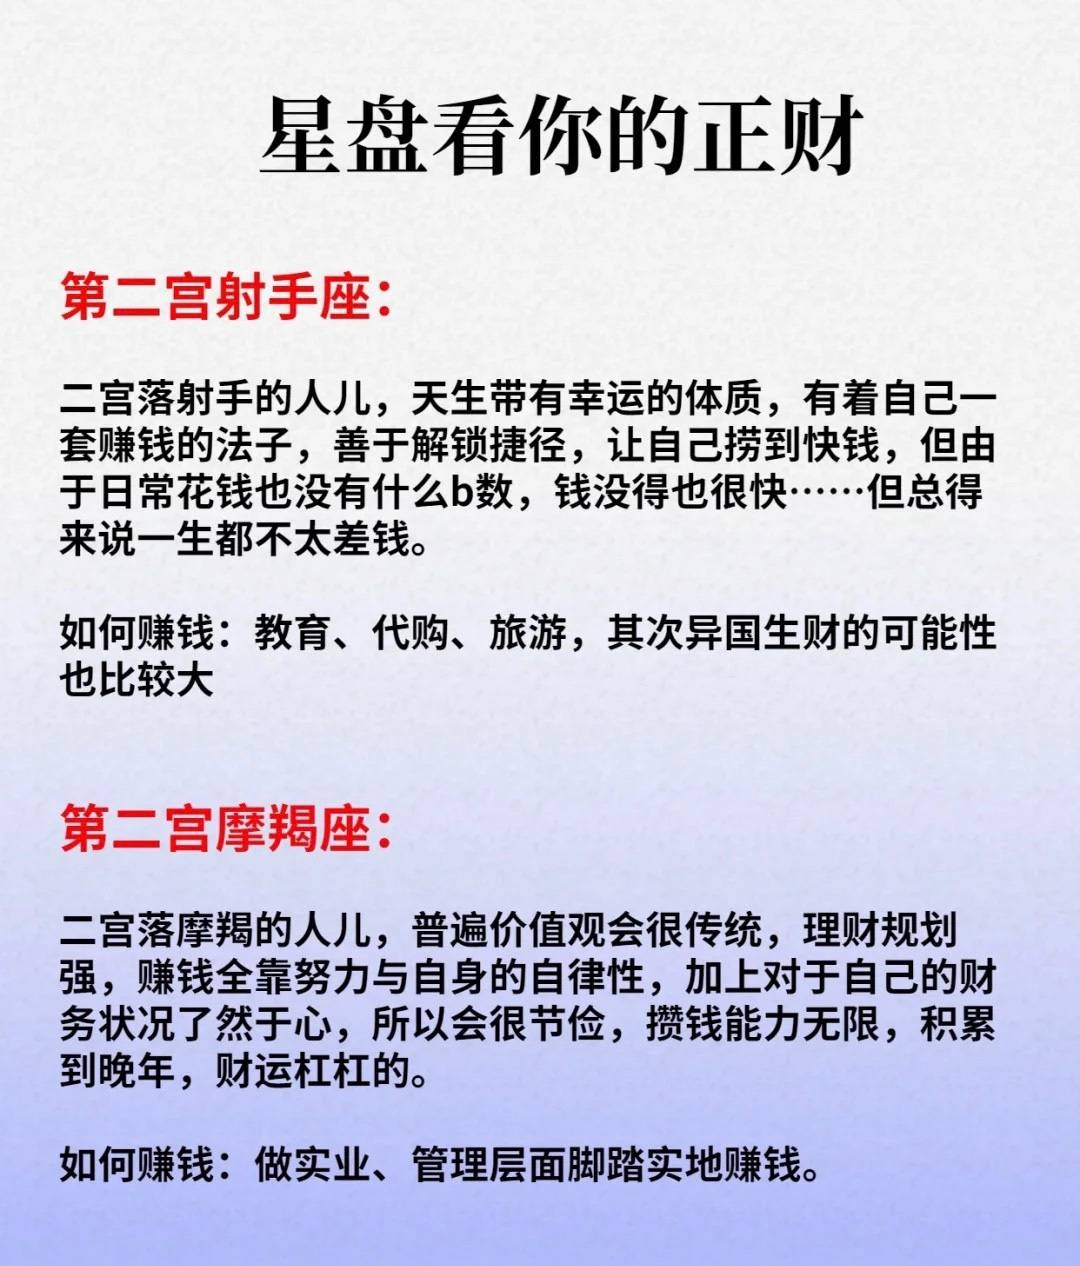 星盘看你的正财
第二宫射手座：
二宫落射手的人儿，天生带有幸运的体质，有着自己一
套赚钱的法子，善于解锁捷径，让自己捞到快钱，但由
于日常花钱也没有什么b数，钱没得也很快……但总得
来说一生都不太差钱。
如何赚钱：教育、代购、旅游，其次异国生财的可能性
也比较大
第二宫摩羯座：
二宫落摩羯的人儿，普遍价值观会很传统，理财规划
强，赚钱全靠努力与自身的自律性，加上对于自己的财
务状况了然于心，所以会很节俭，攒钱能力无限，积累
到晚年，财运杠杠的。
如何赚钱：做实业、管理层面脚踏实地赚钱。